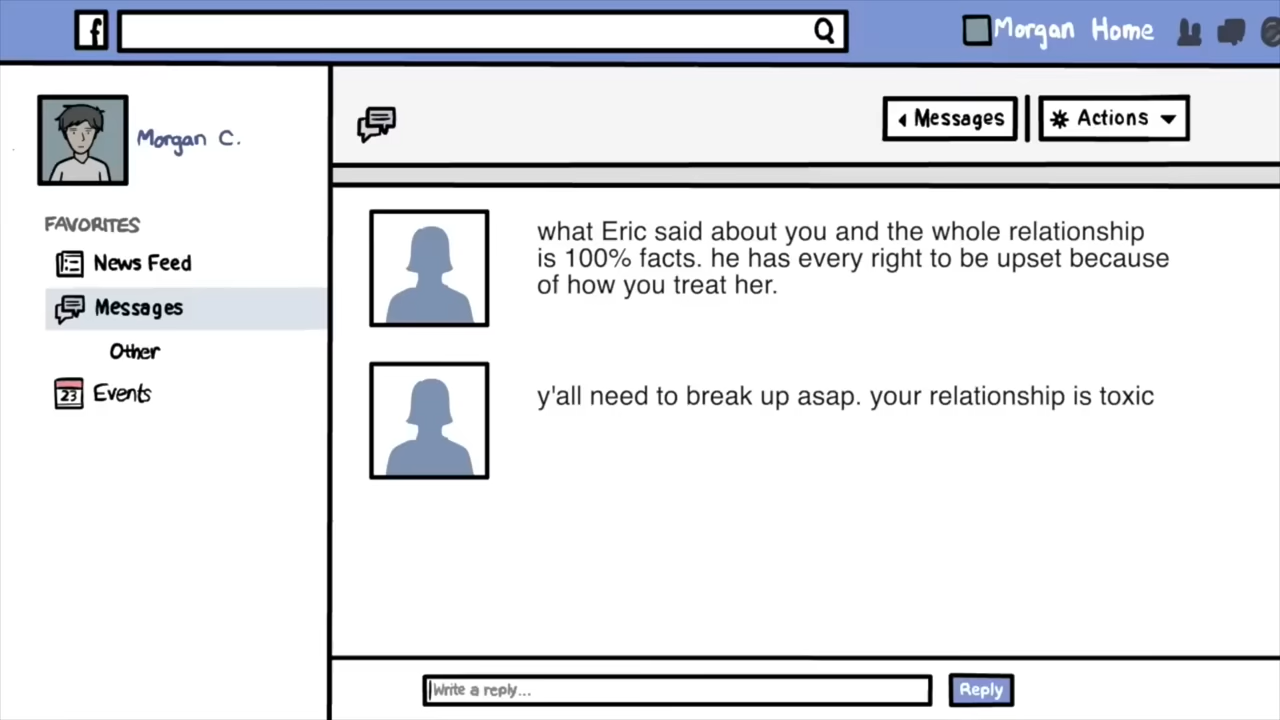 f
Morgan Home
Morgan C.
Messages
Actions
FAVORITES
News Feed
Messages
Other
23
Events
what Eric said about you and the whole relationship
is 100% facts. he has every right to be upset because
of how you treat her.
y'all need to break up asap. your relationship is toxic
Write a reply...
Reply